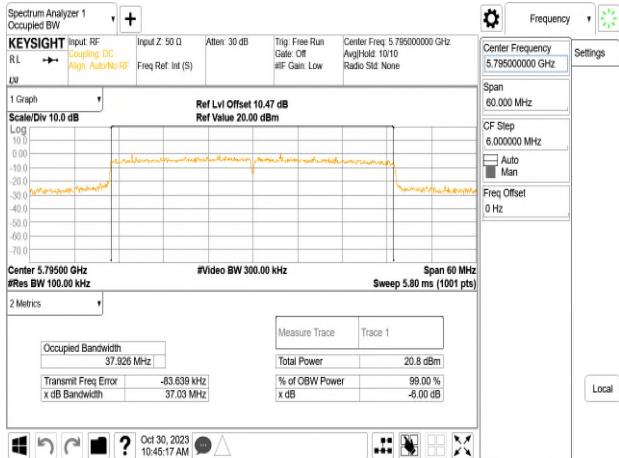 Spectrum Analyzer 1
Occupied BW
KEYSIGHT
RL
Input: RF
Coupling: DC
Align: Auto/No RF
Input Z: 50 Ω
Freq Ref: Int (S)
Atten: 30 dB
Trig: Free Run
Gate: Off
#IF Gain: Low
Center Freq: 5.795000000 GHz
Avg|Hold: 10/10
Radio Std: None
1 Graph
Scale/Div 10.0 dB
Ref Lvl Offset 10.47 dB
Ref Value 20.00 dBm
Log
10.0
0.00
-10.0
-20.0
-30.0
-40.0
-50.0
-60.0
-70.0
Center 5.79500 GHz
#Res BW 100.00 kHz
#Video BW 300.00 kHz
Span 60 MHz
Sweep 5.80 ms (1001 pts)
2 Metrics
Measure Trace Trace 1
Occupied Bandwidth
37.926 MHz
Total Power 20.8 dBm
Transmit Freq Error -83.639 kHz
% of OBW Power 99.00 %
x dB Bandwidth 37.03 MHz
x dB -6.00 dB
Oct 30, 2023
10:45:17 AM
Frequency
Settings
Center Frequency
5.795000000 GHz
Span
60.000 MHz
CF Step
6.000000 MHz
Auto
Man
Freq Offset
0 Hz
Local